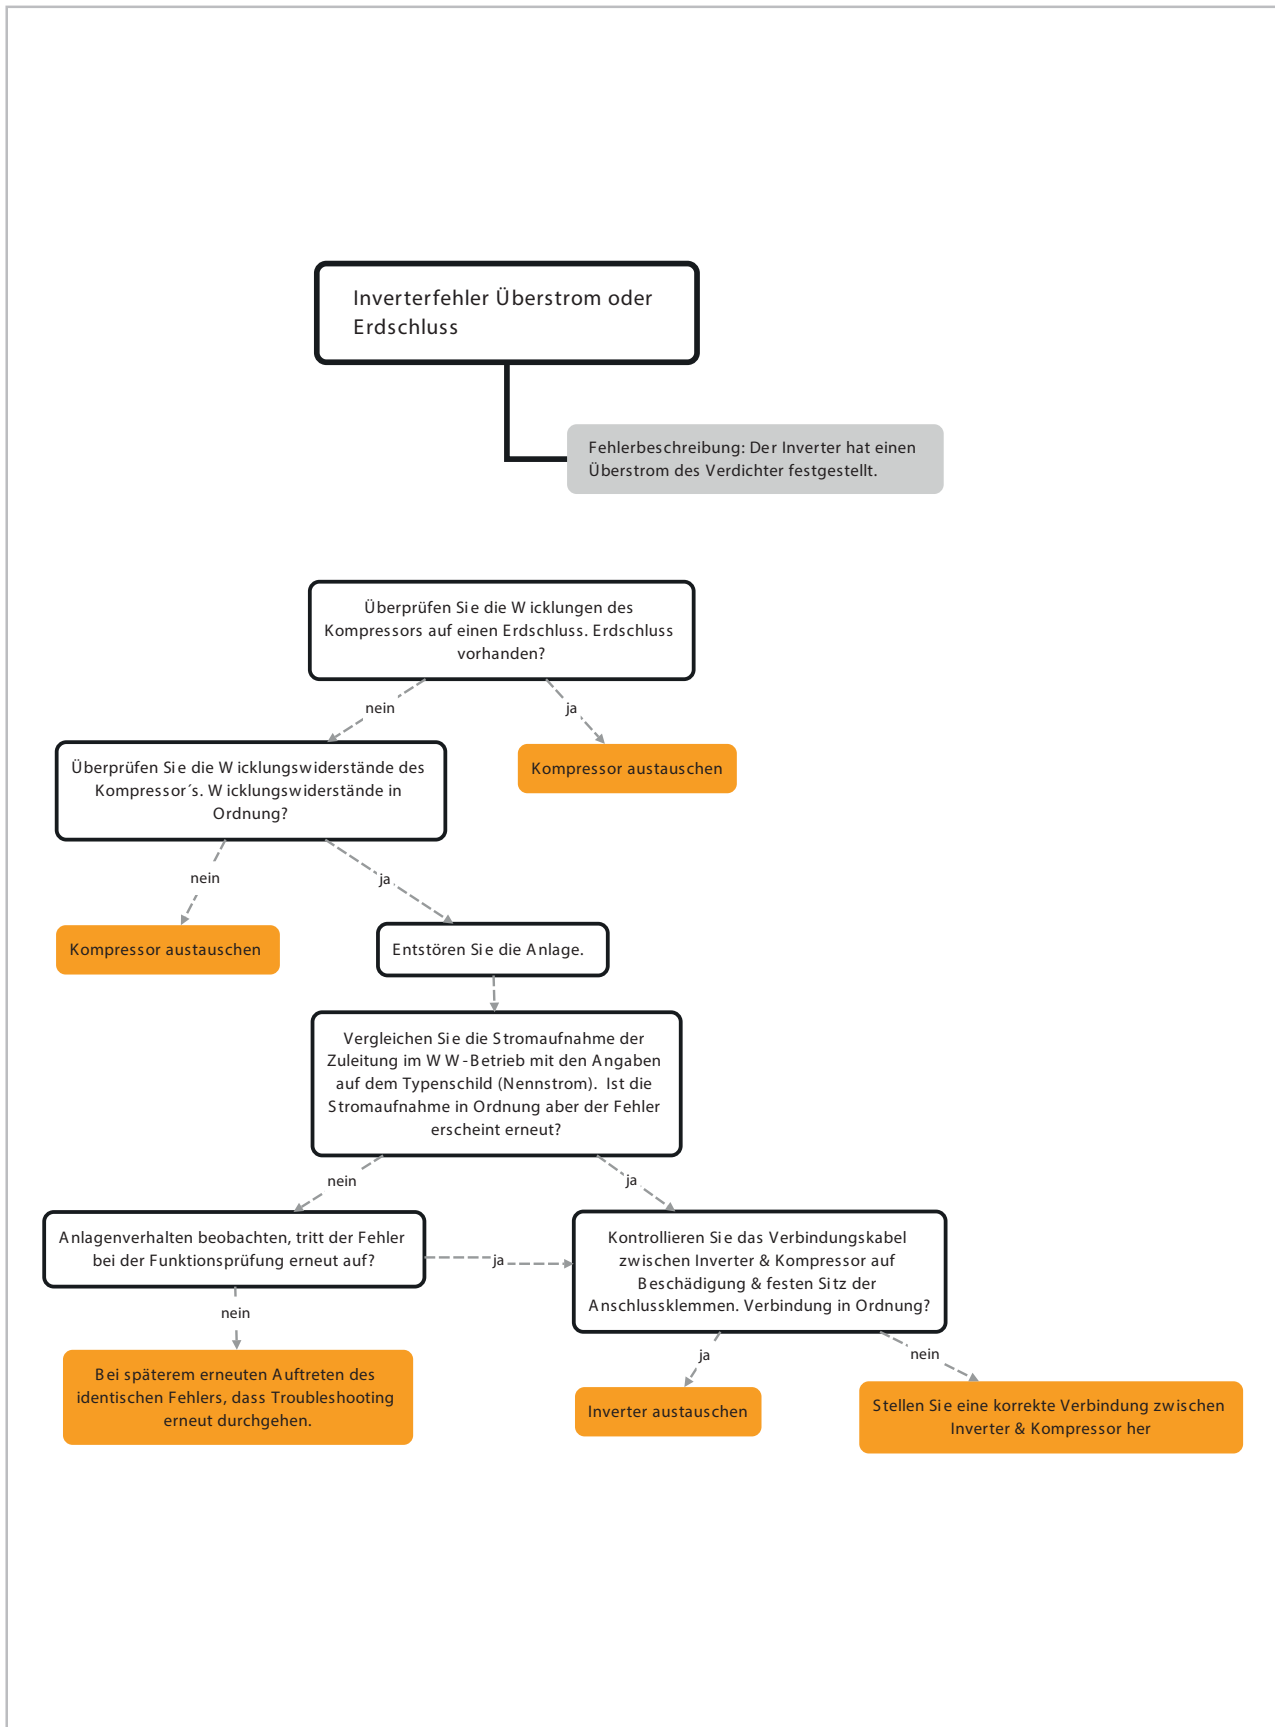 Inverterfehler Überstrom oder
Erdschluss
Fehlerbeschreibung: Der Inverter hat einen
Überstrom des Verdichter festgestellt.
Überprüfen Sie die Wicklungen des
Kompressors auf einen Erdschluss. Erdschluss
vorhanden?
nein
ja
Überprüfen Sie die Wicklungswiderstände des
Kompressor´s. Wicklungswiderstände in
Ordnung?
Kompressor austauschen
nein
ja
Kompressor austauschen
Entstören Sie die Anlage.
Vergleichen Sie die Stromaufnahme der
Zuleitung im WW-Betrieb mit den Angaben
auf dem Typenschild (Nennstrom). Ist die
Stromaufnahme in Ordnung aber der Fehler
erscheint erneut?
nein
ja
Anlagenverhalten beobachten, tritt der Fehler
bei der Funktionsprüfung erneut auf?
ja
Kontrollieren Sie das Verbindungskabel
zwischen Inverter & Kompressor auf
Beschädigung & festen Sitz der
Anschlussklemmen. Verbindung in Ordnung?
nein
ja
nein
Bei späterem erneuten Auftreten des
identischen Fehlers, dass Troubleshooting
erneut durchgehen.
Inverter austauschen
Stellen Sie eine korrekte Verbindung zwischen
Inverter & Kompressor her